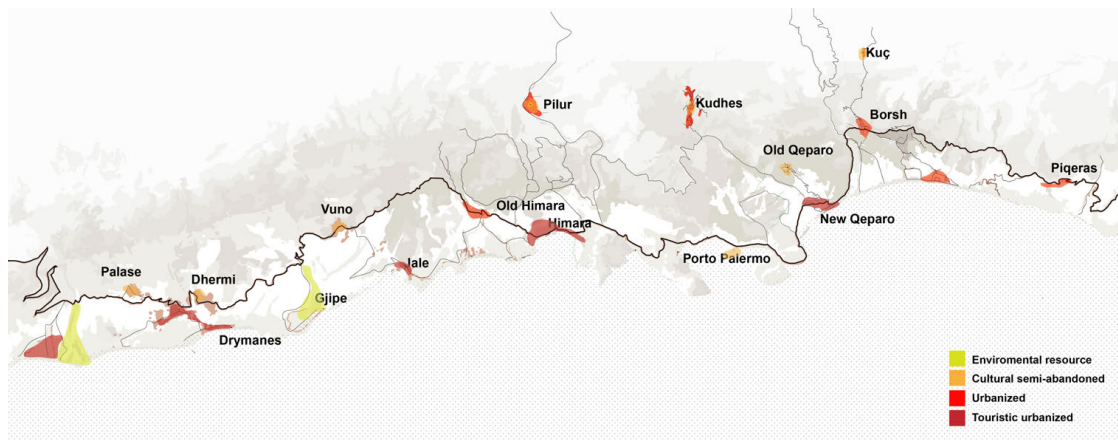 Kuç
Pilur
Kudhes
Borsh
Old Qeparo
Piqeras
Vuno
Old Himara
Himara
New Qeparo
Porto Palermo
Jale
Palase
Dhermi
Gjipe
Drymanes
Enviromental resource
Cultural semi-abandoned
Urbanized
Touristic urbanized